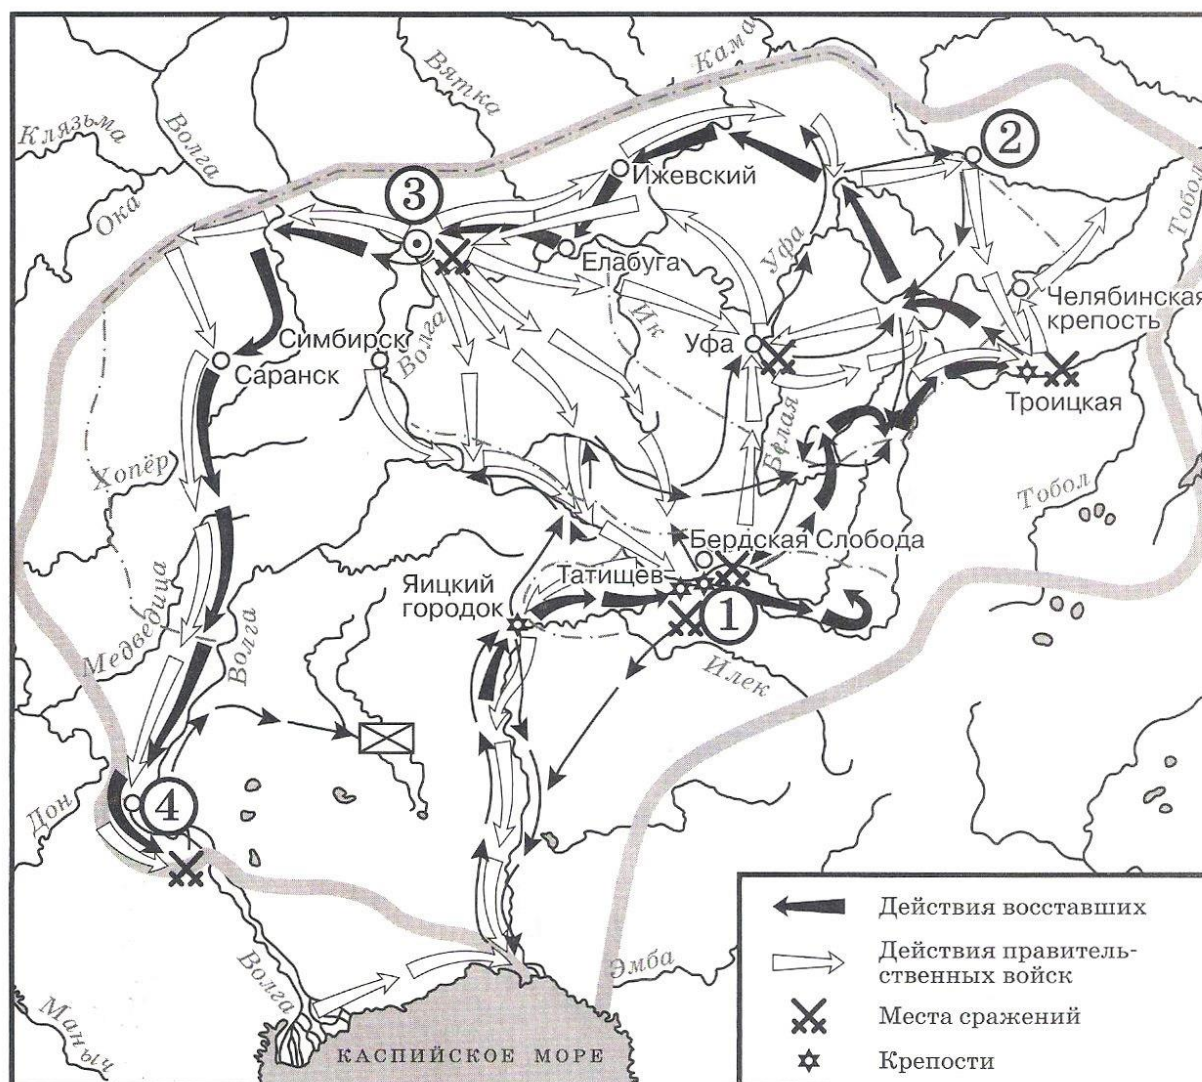 Кама
Вятка
Клязьма
Волга
2
Ижевский
3
Тобол
Ока
Елабуга
Уфа
Челябинская
крепость
Ик
Волга
Симбирск
Уфа
Саранск
Троицкая
Белая
Хопёр
Тобол
Бердская Слобода
Татищев
Яицкий
городок
1
Медведица
Волга
Илек
Дон
4
Действия восставших
Действия правитель-
ственных войск
Эмба
Волга
Места сражений
Маныч
КАСПИЙСКОЕ МОРЕ
Крепости